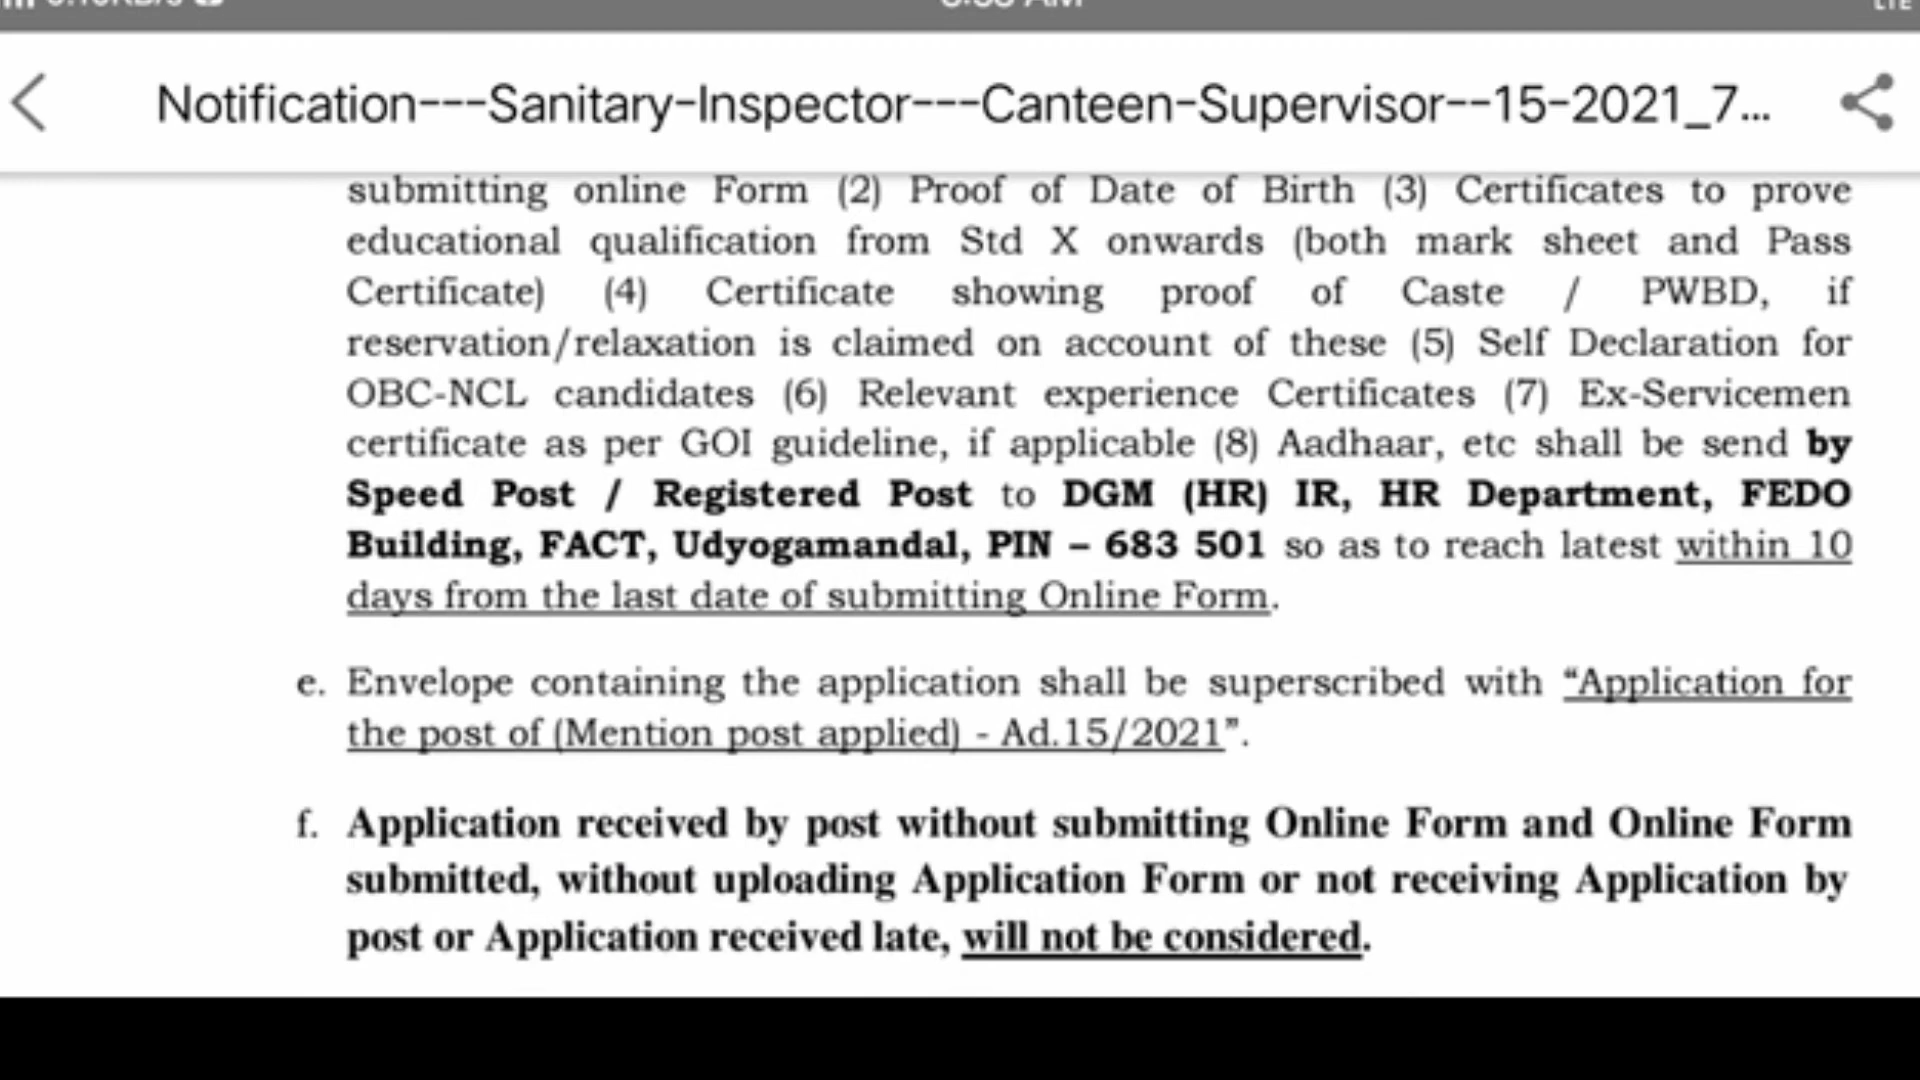 Notification---Sanitary-Inspector---Canteen-Supervisor--15-2021_7...
submitting online Form (2) Proof of Date of Birth (3) Certificates to prove
educational qualification from Std X onwards (both mark sheet and Pass
Certificate) (4) Certificate showing proof of Caste / PWBD, if
reservation/relaxation is claimed on account of these (5) Self Declaration for
OBC-NCL candidates (6) Relevant experience Certificates (7) Ex-Servicemen
certificate as per GOI guideline, if applicable (8) Aadhaar, etc shall be send by
Speed Post / Registered Post to DGM (HR) IR, HR Department, FEDO
Building, FACT, Udyogamandal, PIN – 683 501 so as to reach latest within 10
days from the last date of submitting Online Form.
e. Envelope containing the application shall be superscribed with “Application for
the post of (Mention post applied) - Ad.15/2021”.
f. Application received by post without submitting Online Form and Online Form
submitted, without uploading Application Form or not receiving Application by
post or Application received late, will not be considered.